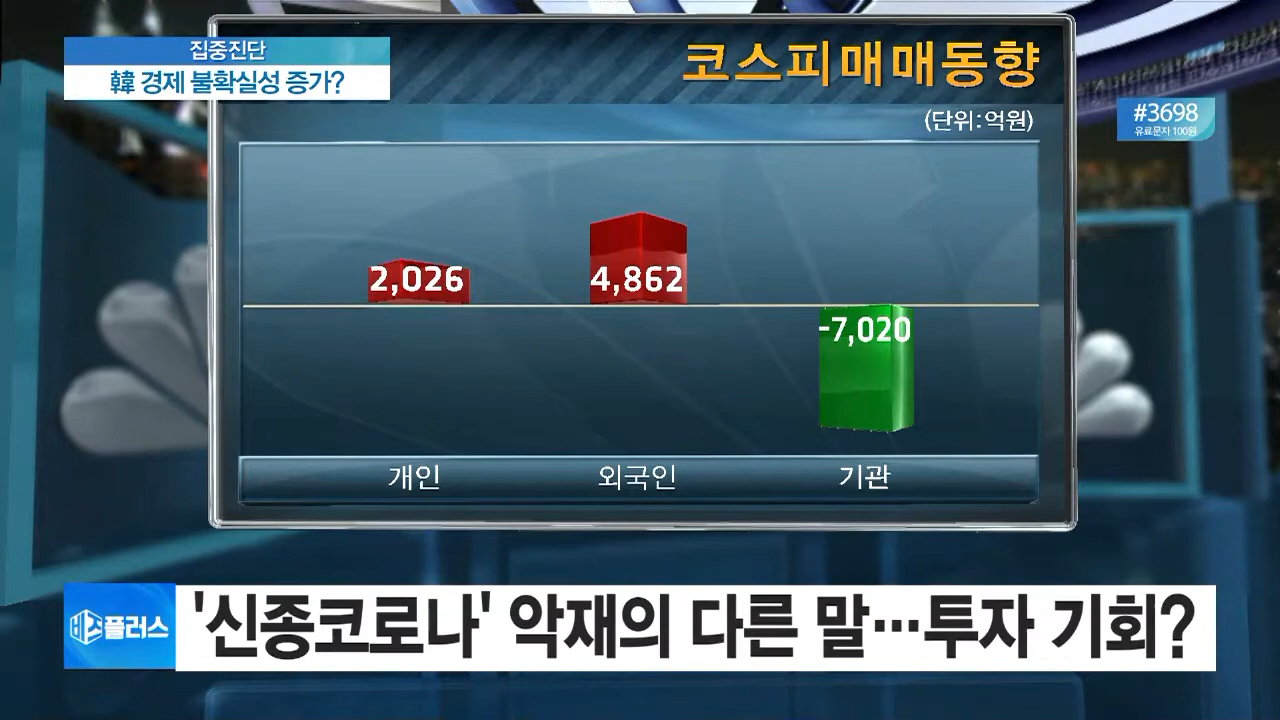 집중진단
韓 경제 불확실성 증가?
코스피매매동향
(단위:억원)
#3698
유료문자 100원
2,026
4,862
-7,020
개인
외국인
기관
비즈플러스
'신종코로나' 악재의 다른 말…투자 기회?